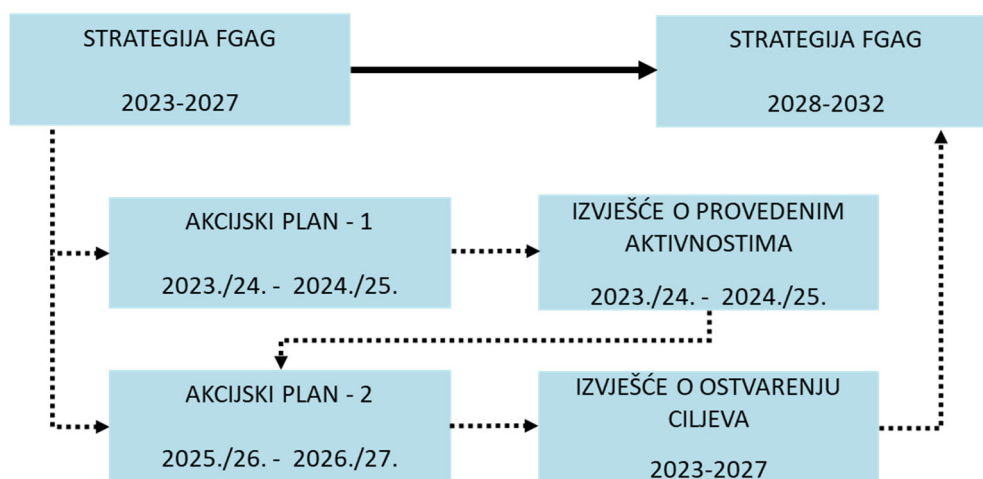 STRATEGIJA FGAG
2023-2027
STRATEGIJA FGAG
2028-2032
AKCIJSKI PLAN - 1
2023./24. - 2024./25.
IZVJEŠĆE O PROVEDENIM
AKTIVNOSTIMA
2023./24. - 2024./25.
AKCIJSKI PLAN - 2
2025./26. - 2026./27.
IZVJEŠĆE O OSTVARENJU
CILJEVA
2023-2027